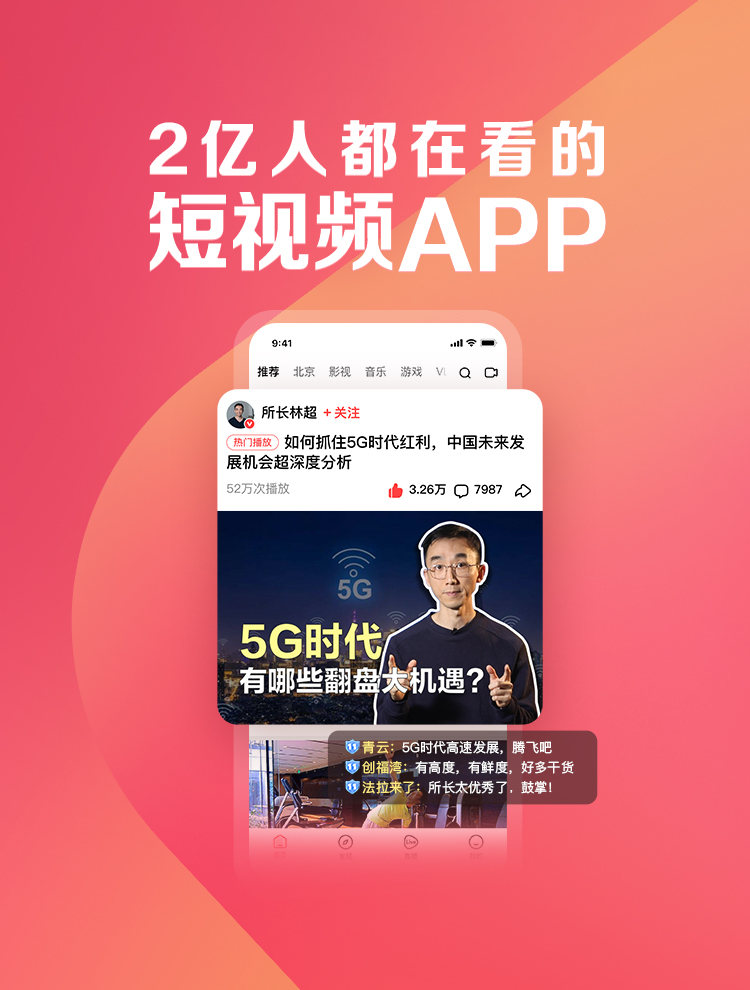 2亿人都在看的
短视频APP
9:41
推荐 北京 影视 音乐 游戏
所长林超 +关注
热门播放 如何抓住5G时代红利，中国未来发
展机会超深度分析
52万次播放 3.26万 7987
5G
5G时代
有哪些翻盘大机遇?
11 青云：5G时代高速发展，腾飞吧
11 创福湾：有高度，有鲜度，好多干货
11 法拉来了：所长太优秀了．鼓掌!
Live